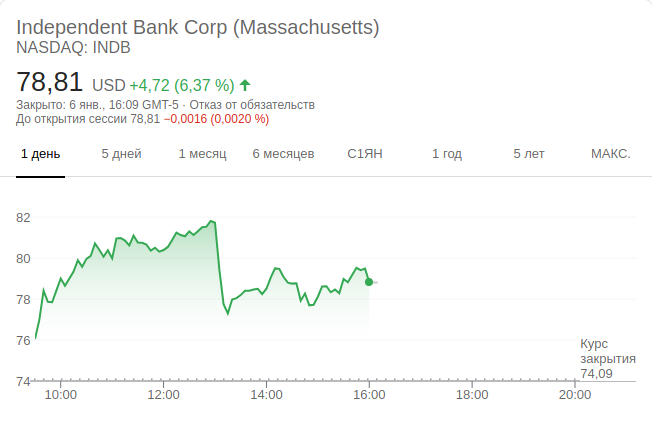 Independent Bank Corp (Massachusetts)
NASDAQ: INDB
78,81 USD +4,72 (6,37 %)
Закрыто: 6 янв., 16:09 GMT-5 · Отказ от обязательств
До открытия сессии 78,81 −0,0016 (0,0020 %)
1 день 5 дней 1 месяц 6 месяцев С1ЯН 1 год 5 лет МАКС.
82
80
78
76
74
Курс
закрытия
74,09
10:00 12:00 14:00 16:00 18:00 20:00